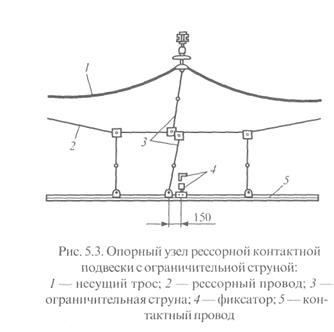 1
2
3
4
5
150
Рис. 5.3. Опорный узел рессорной контактной
подвески с ограничительной струной:
1 — несущий трос; 2 — рессорный провод; 3 —
ограничительная струна; 4 — фиксатор; 5 — кон-
тактный провод